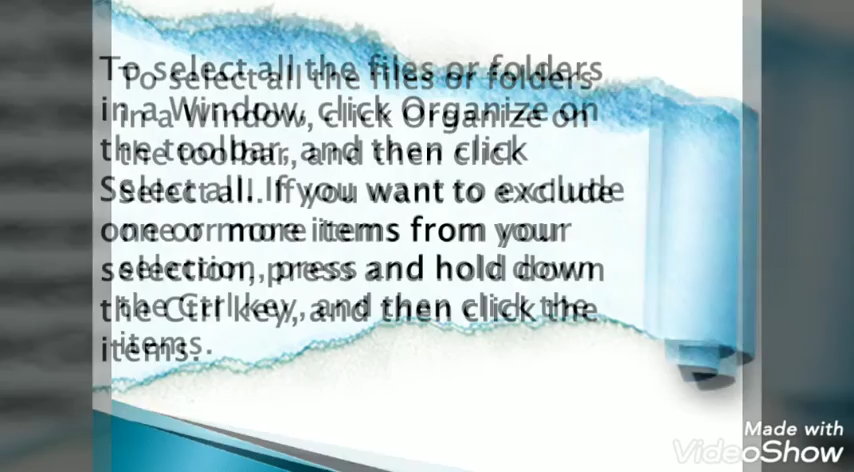 To select all the files or folders
in a Window, click Organize on
the toolbar, and then click
Select all. If you want to exclude
one or more items from your
selection, press and hold down
the Ctrl key, and then click the
items.
Made with
VideoShow